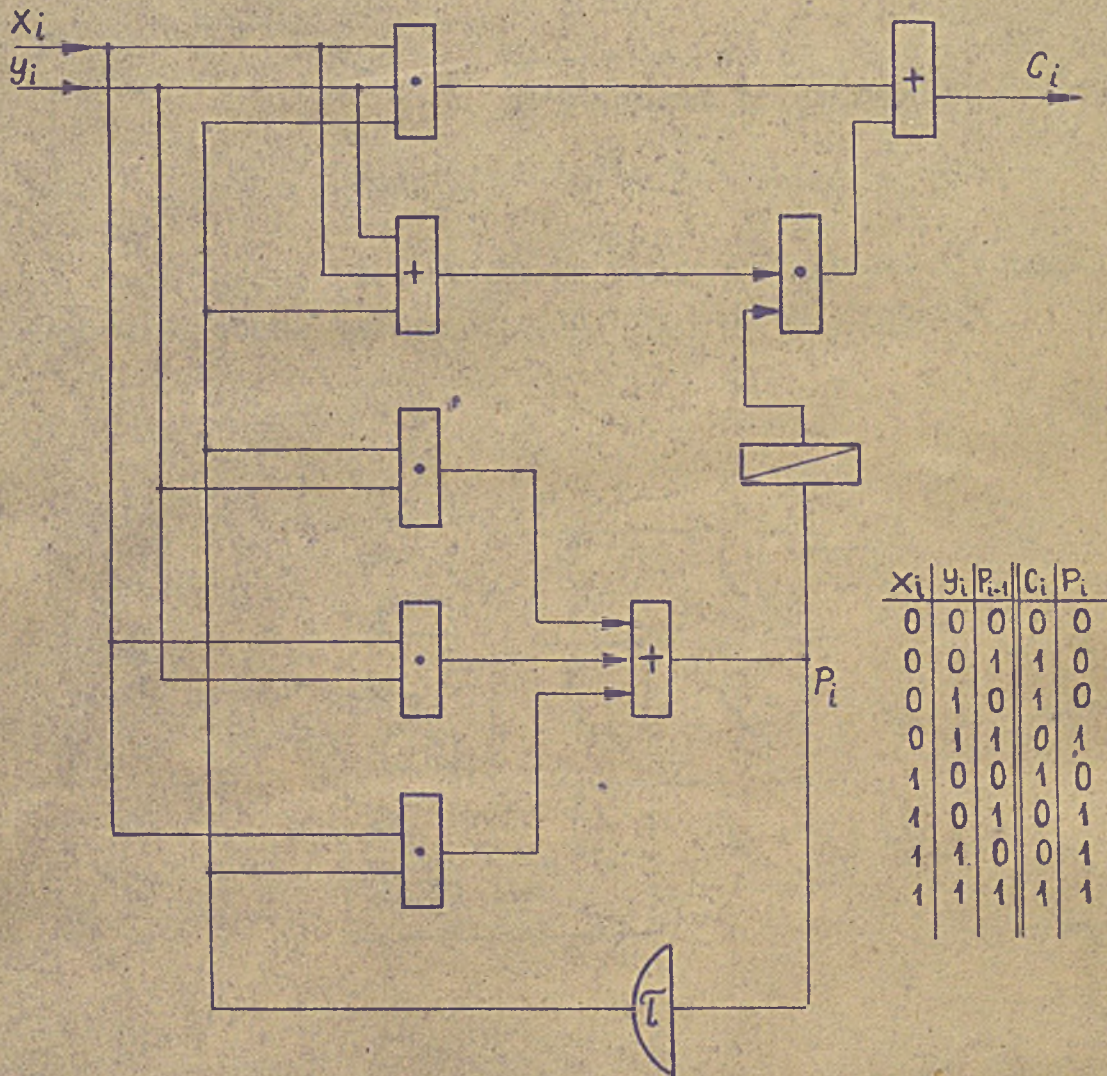 Xi
yi
•
+
Ci
+
•
•
•
+
Pi
•
τ
Xi yi Pi-1 Ci Pi
0 0 0 0 0
0 0 1 1 0
0 1 0 1 0
0 1 1 0 1
1 0 0 1 0
1 0 1 0 1
1 1 0 0 1
1 1 1 1 1